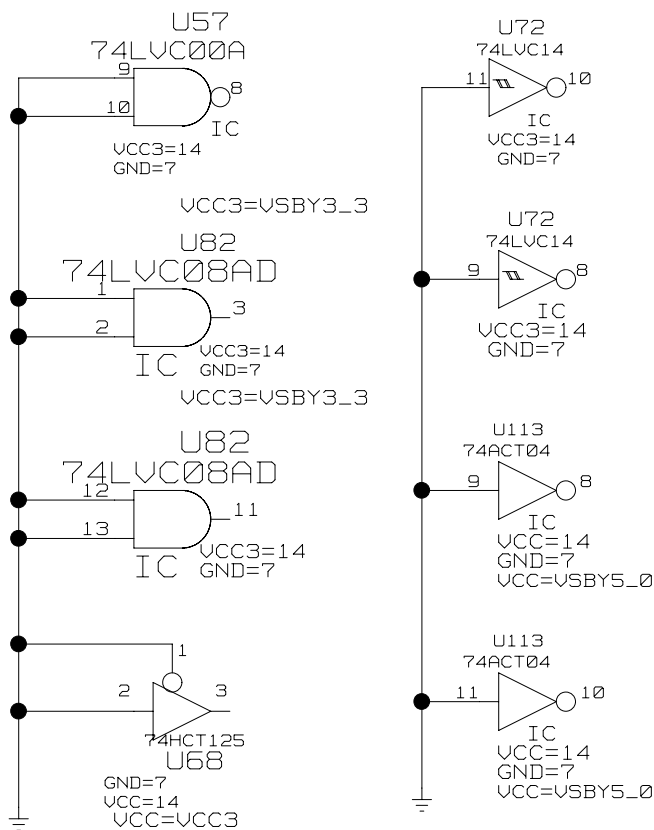 U57
74LVC00A
9
8
10
IC
VCC3=14
GND=7
VCC3=VSBY3_3
U82
74LVC08AD
1
3
2
IC
VCC3=14
GND=7
VCC3=VSBY3_3
U82
74LVC08AD
12
11
13
IC
VCC3=14
GND=7
1
2
3
74HCT125
U68
GND=7
VCC=14
VCC=VCC3
U72
74LVC14
11
10
IC
VCC3=14
GND=7
U72
74LVC14
9
8
IC
VCC3=14
GND=7
U113
74ACT04
9
8
IC
VCC=14
GND=7
VCC=VSBY5_0
U113
74ACT04
11
10
IC
VCC=14
GND=7
VCC=VSBY5_0